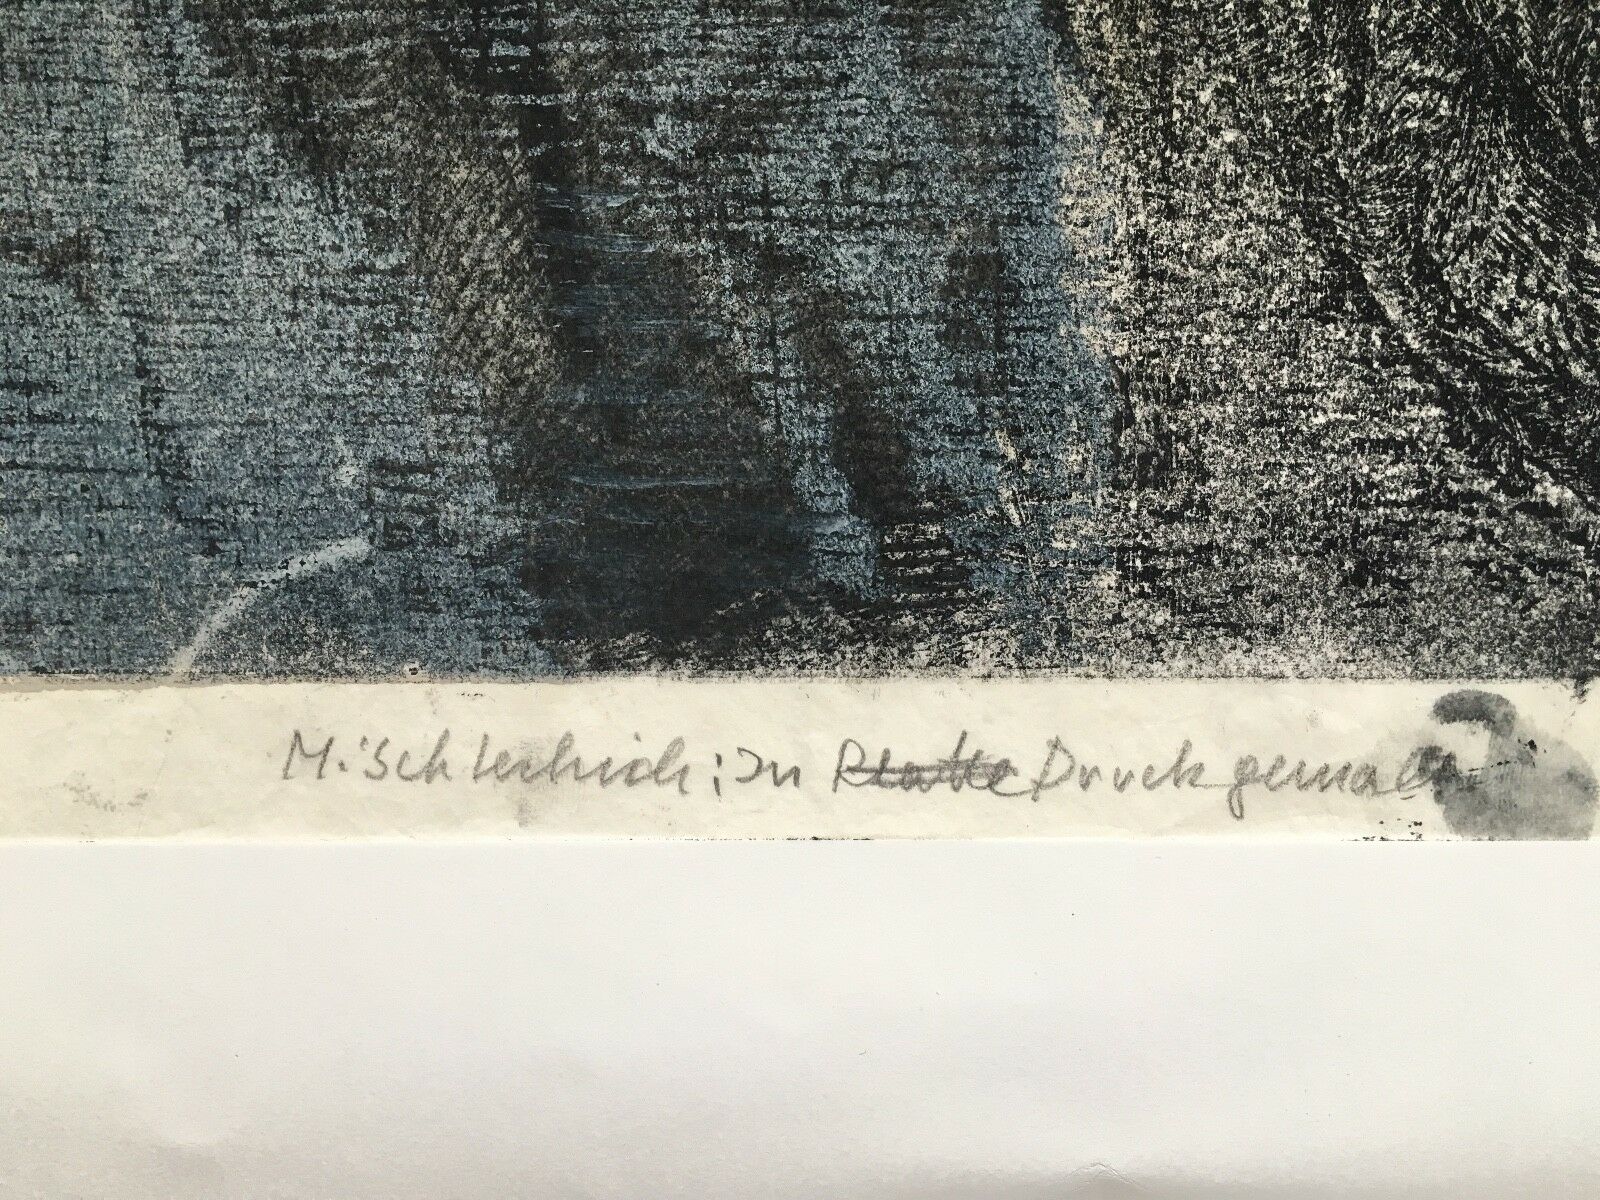 M. : In Platte Druck gemalt